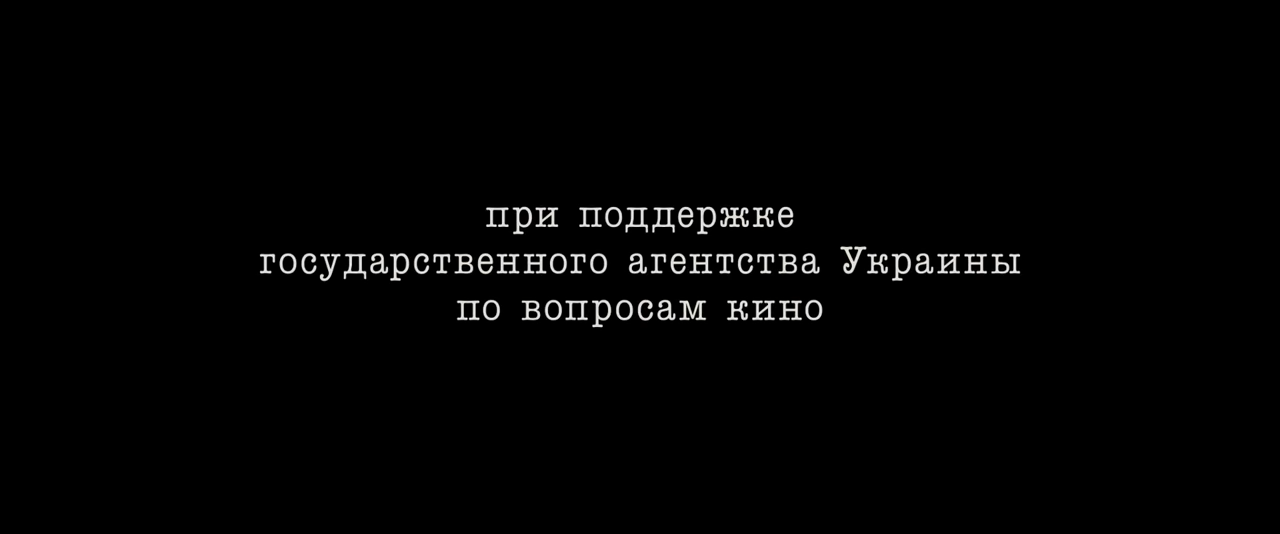 при поддержке
государственного агентства Украины
по вопросам кино